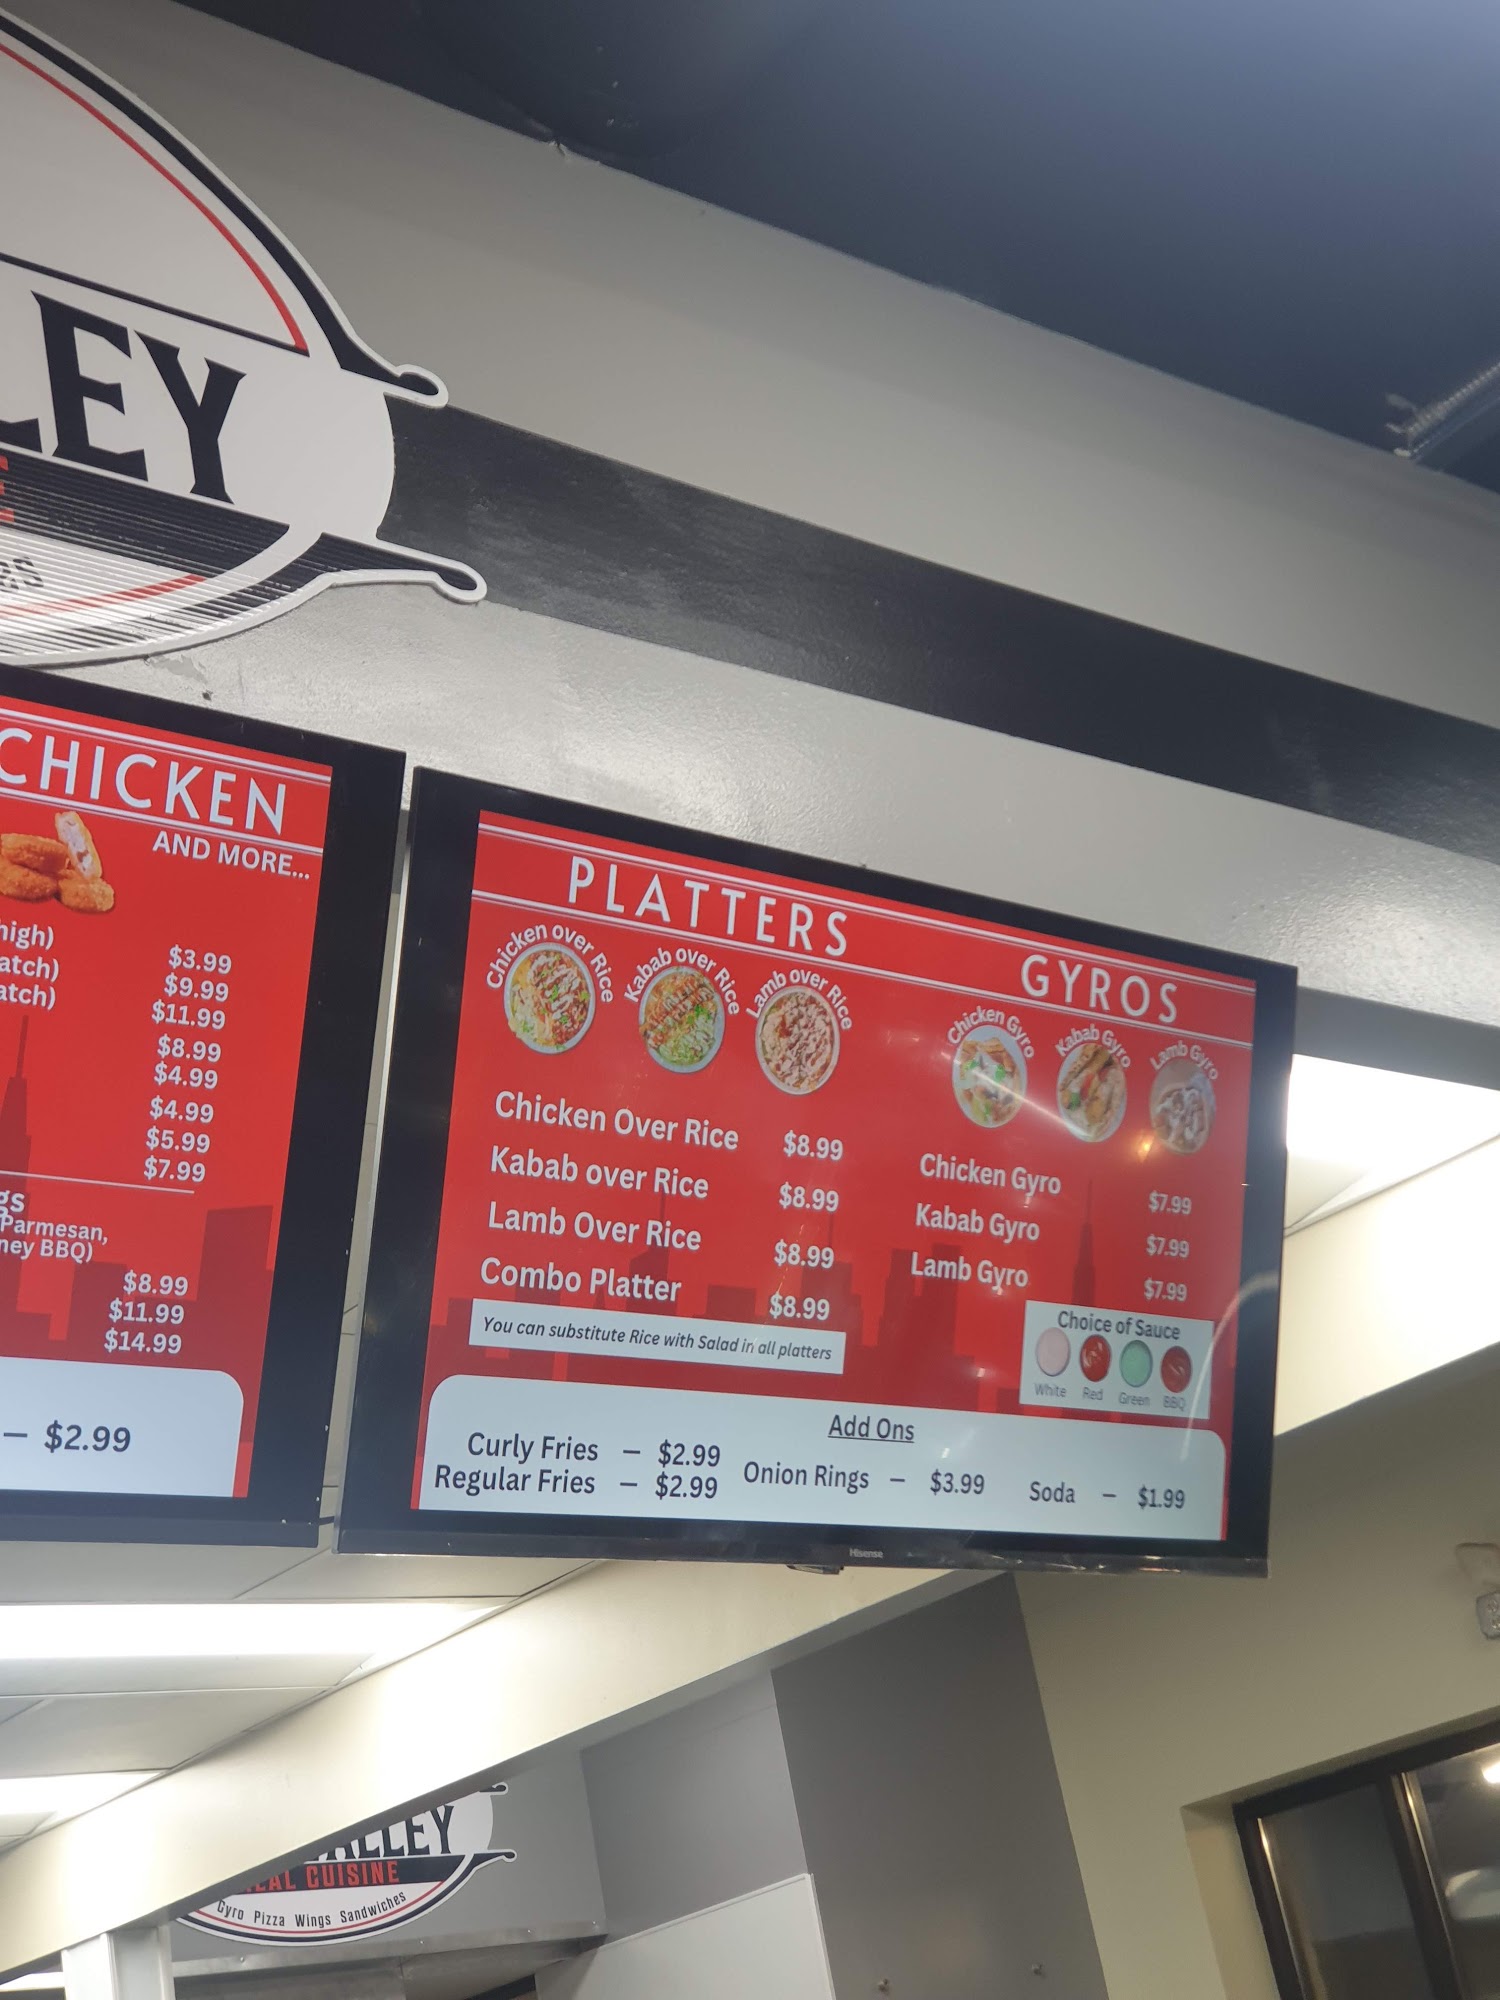 LEY
RS
CHICKEN
AND MORE...
high)
atch)
atch)
$3.99
$9.99
$11.99
$8.99
$4.99
$4.99
$5.99
$7.99
gs
Parmesan,
ney BBQ)
$8.99
$11.99
$14.99
– $2.99
PLATTERS
Chicken over Rice
Kabab over Rice
Lamb over Rice
Chicken Over Rice $8.99
Kabab over Rice $8.99
Lamb Over Rice $8.99
Combo Platter $8.99
You can substitute Rice with Salad in all platters
GYROS
Chicken Gyro
Kabab Gyro
Lamb Gyro
Chicken Gyro $7.99
Kabab Gyro $7.99
Lamb Gyro $7.99
Choice of Sauce
White Red Green BBQ
Add Ons
Curly Fries – $2.99
Regular Fries – $2.99
Onion Rings – $3.99
Soda – $1.99
Hisense
ALLEY
LAL CUISINE
Gyro Pizza Wings Sandwiches